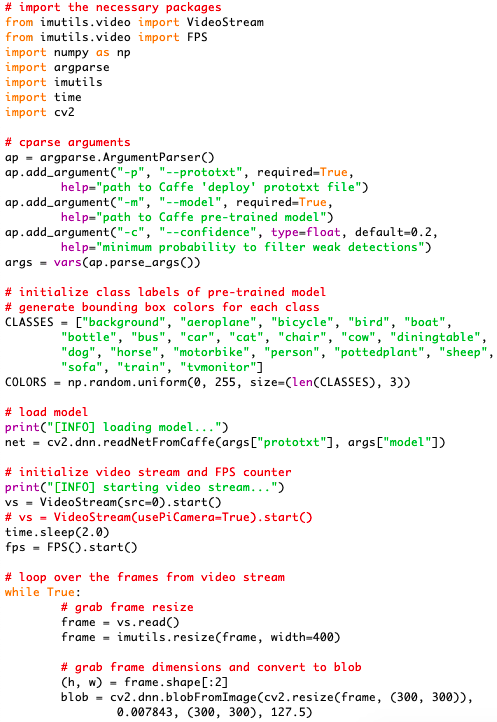 # import the necessary packages
from imutils.video import VideoStream
from imutils.video import FPS
import numpy as np
import argparse
import imutils
import time
import cv2

# cparse arguments
ap = argparse.ArgumentParser()
ap.add_argument("-p", "--prototxt", required=True,
        help="path to Caffe 'deploy' prototxt file")
ap.add_argument("-m", "--model", required=True,
        help="path to Caffe pre-trained model")
ap.add_argument("-c", "--confidence", type=float, default=0.2,
        help="minimum probability to filter weak detections")
args = vars(ap.parse_args())

# initialize class labels of pre-trained model
# generate bounding box colors for each class
CLASSES = ["background", "aeroplane", "bicycle", "bird", "boat",
        "bottle", "bus", "car", "cat", "chair", "cow", "diningtable",
        "dog", "horse", "motorbike", "person", "pottedplant", "sheep",
        "sofa", "train", "tvmonitor"]
COLORS = np.random.uniform(0, 255, size=(len(CLASSES), 3))

# load model
print("[INFO] loading model...")
net = cv2.dnn.readNetFromCaffe(args["prototxt"], args["model"])

# initialize video stream and FPS counter
print("[INFO] starting video stream...")
vs = VideoStream(src=0).start()
# vs = VideoStream(usePiCamera=True).start()
time.sleep(2.0)
fps = FPS().start()

# loop over the frames from video stream
while True:
        # grab frame resize
        frame = vs.read()
        frame = imutils.resize(frame, width=400)

        # grab frame dimensions and convert to blob
        (h, w) = frame.shape[:2]
        blob = cv2.dnn.blobFromImage(cv2.resize(frame, (300, 300)),
                0.007843, (300, 300), 127.5)